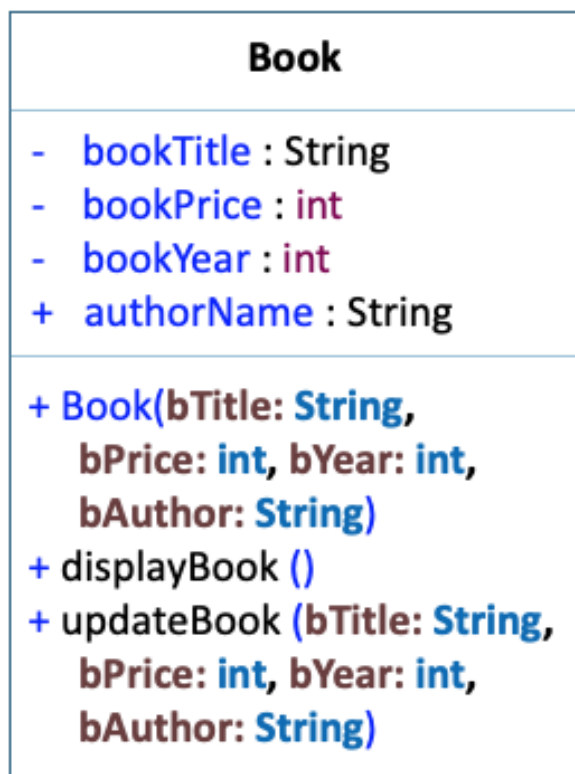 Book
- bookTitle : String
- bookPrice : int
- bookYear : int
+ authorName : String
+ Book(bTitle: String,
bPrice: int, bYear: int,
bAuthor: String)
+ displayBook ()
+ updateBook (bTitle: String,
bPrice: int, bYear: int,
bAuthor: String)